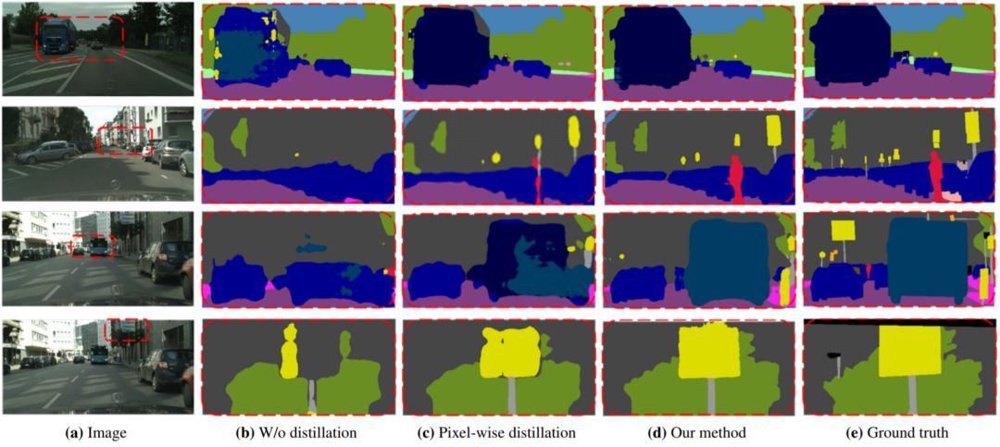 (a) Image
(b) W/o distillation
(c) Pixel-wise distillation
(d) Our method
(e) Ground truth